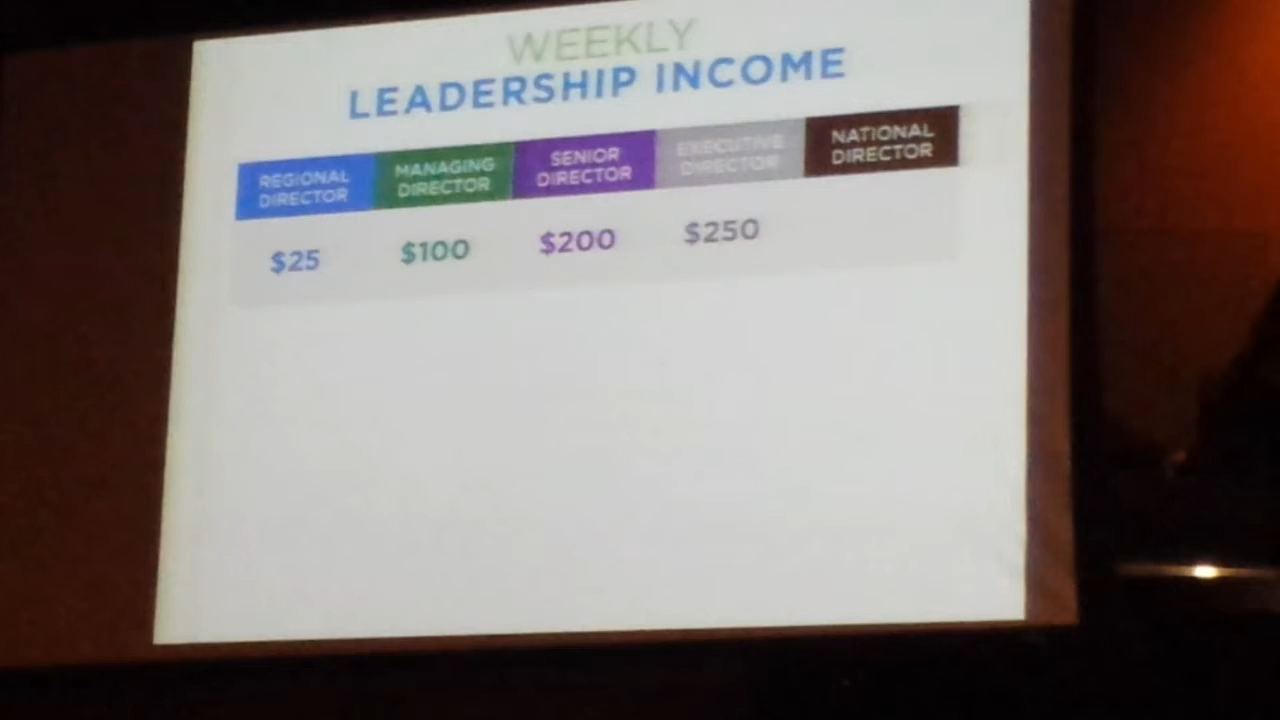 WEEKLY
LEADERSHIP INCOME
REGIONAL DIRECTOR
MANAGING DIRECTOR
SENIOR DIRECTOR
EXECUTIVE DIRECTOR
NATIONAL DIRECTOR
$25 $100 $200 $250